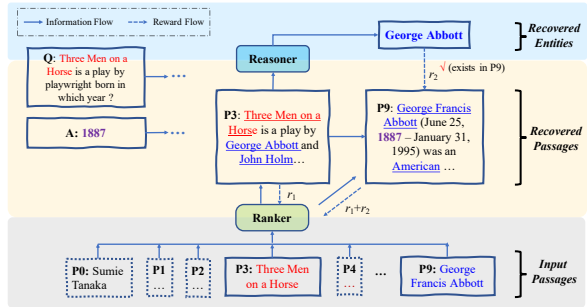 Information Flow
Reward Flow
Reasoner
George Abbott
Recovered
Entities
Q: Three Men on a
Horse is a play by
playwright born in
which year ?
...
r2 √ (exists in P9)
A: 1887
...
P3: Three Men on a
Horse is a play by
George Abbott and
John Holm…
P9: George Francis
Abbott (June 25,
1887 –
January 31,
1995) was an
American …
Recovered
Passages
r1
r1+r2
Ranker
P0: Sumie
Tanaka
P1
...
P2
...
P3: Three Men
on a Horse
P4
...
...
P9: George
Francis Abbott
Input
Passages